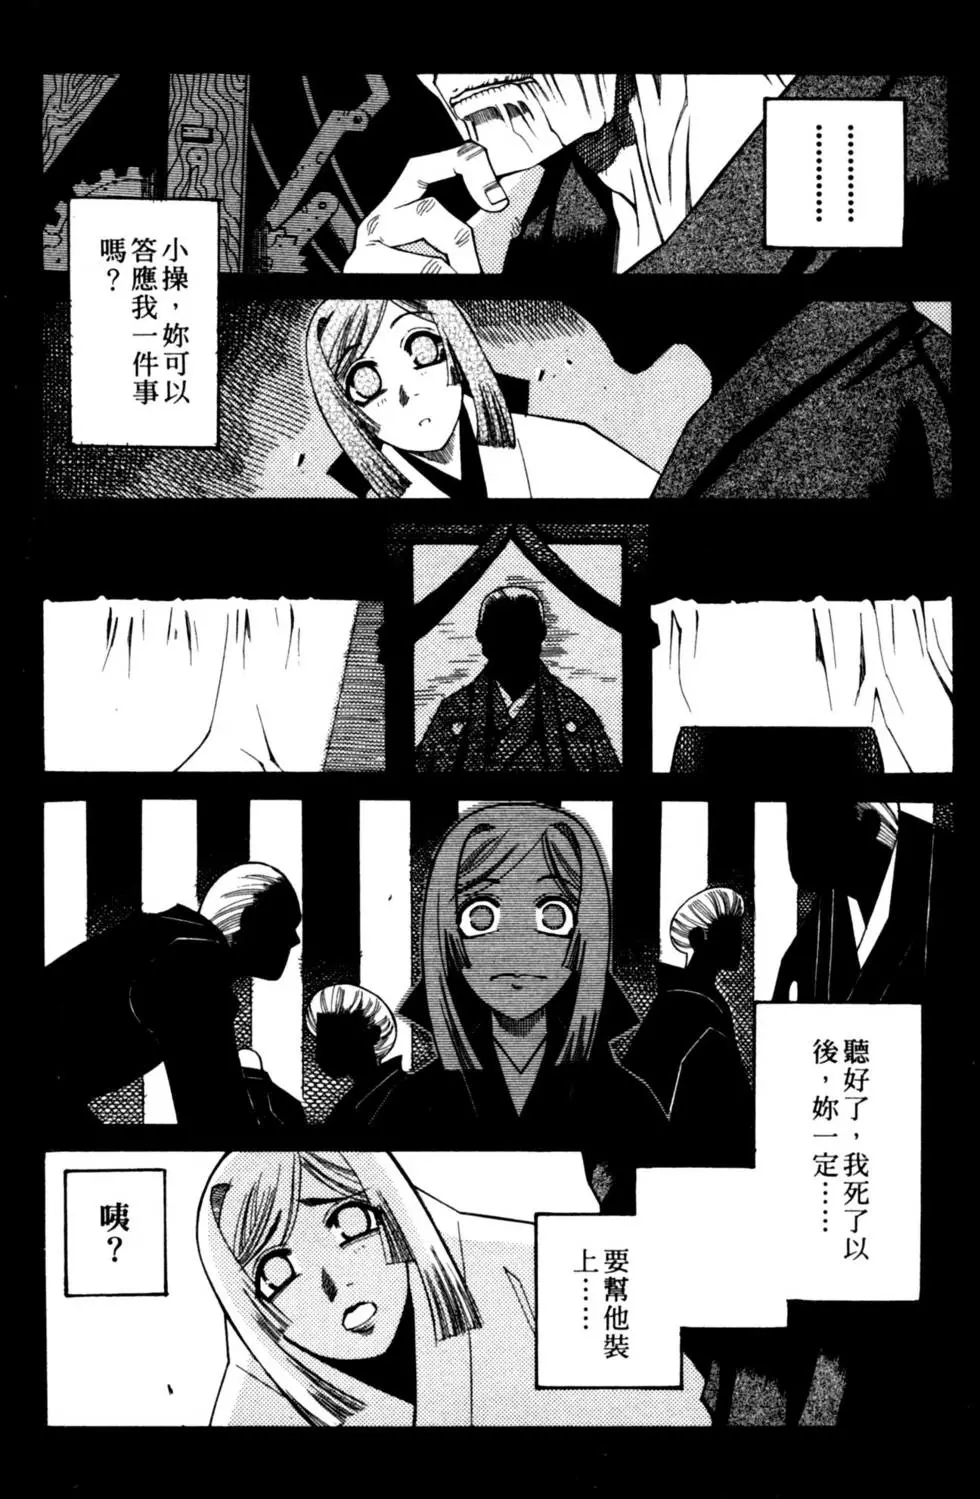 …………
…………
小操，妳可以
答應我一件事
嗎？
聽好了，我死了以
後，妳一定……
要幫他裝
上……
咦？